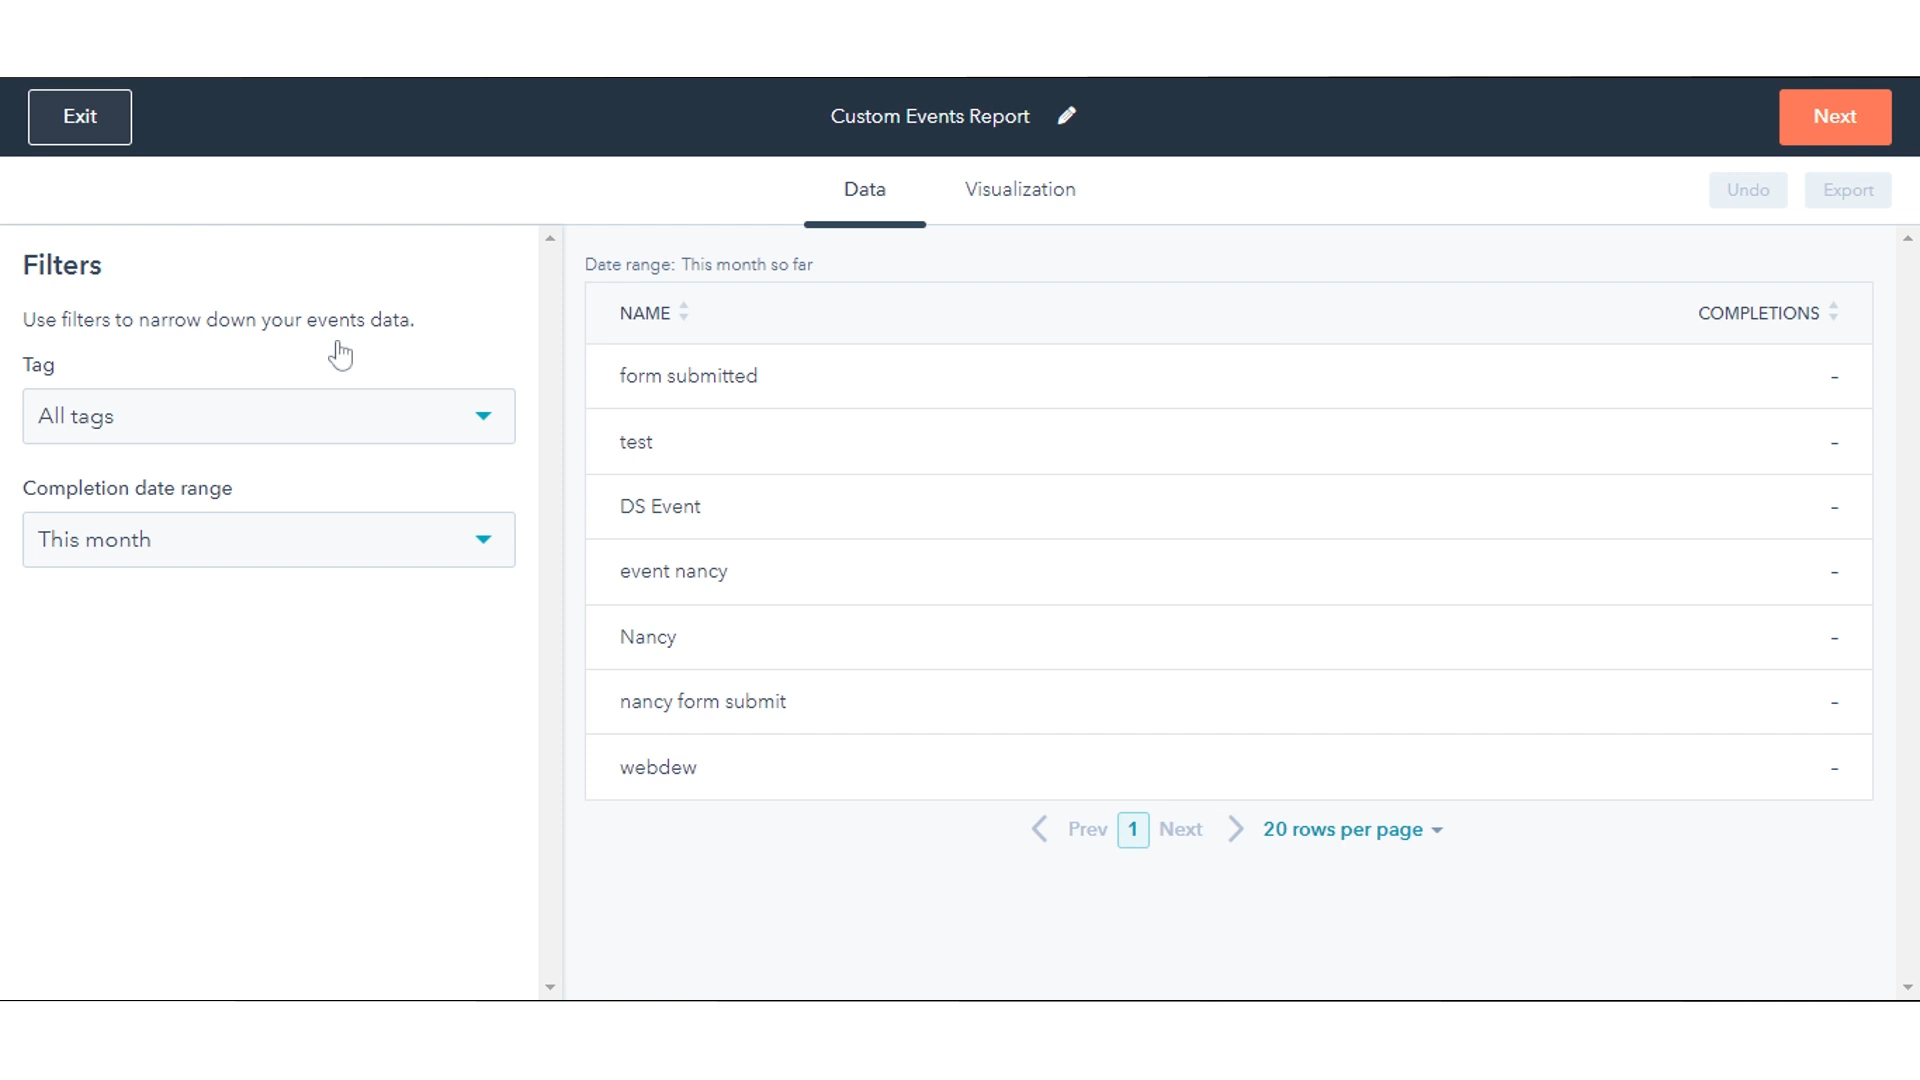 Exit
Custom Events Report
Next
Data
Visualization
Undo
Export
Filters
Use filters to narrow down your events data.
Tag
All tags
Completion date range
This month
Date range: This month so far
NAME
COMPLETIONS
form submitted -
test -
DS Event -
event nancy -
Nancy -
nancy form submit -
webdew -
Prev 1 Next 20 rows per page